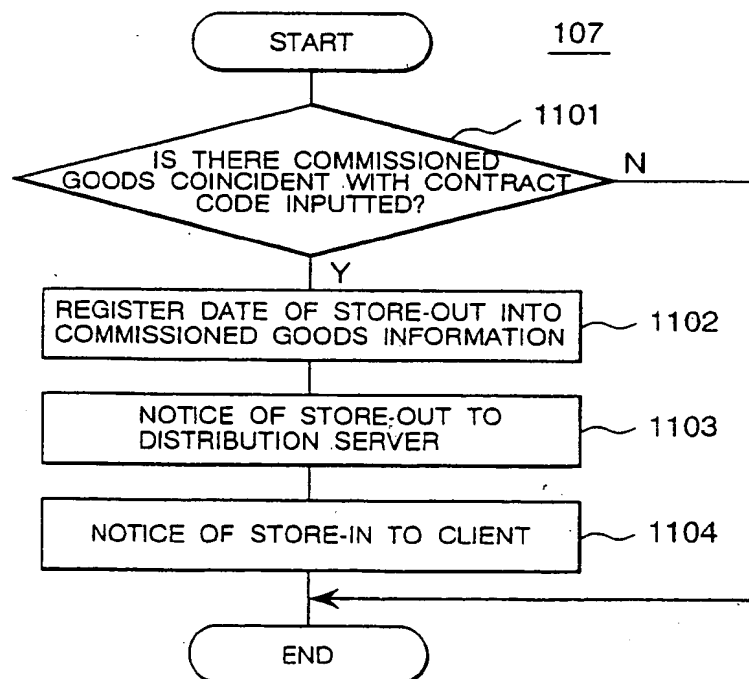 START
107
1101
IS THERE COMMISSIONED
GOODS COINCIDENT WITH CONTRACT
CODE INPUTTED?
N
Y
REGISTER DATE OF STORE-OUT INTO
COMMISSIONED GOODS INFORMATION
1102
NOTICE OF STORE-OUT TO
DISTRIBUTION SERVER
1103
NOTICE OF STORE-IN TO CLIENT
1104
END